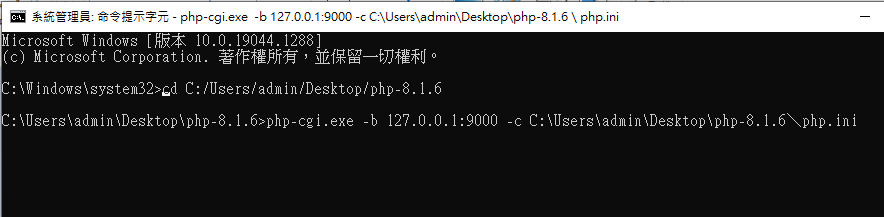 系統管理員: 命令提示字元 - php-cgi.exe  -b 127.0.0.1:9000 -c C:\Users\admin\Desktop\php-8.1.6＼php.ini
Microsoft Windows [版本 10.0.19044.1288]
(c) Microsoft Corporation. 著作權所有，並保留一切權利。
C:\Windows\system32>cd C:/Users/admin/Desktop/php-8.1.6
C:\Users\admin\Desktop\php-8.1.6>php-cgi.exe -b 127.0.0.1:9000 -c C:\Users\admin\Desktop\php-8.1.6＼php.ini